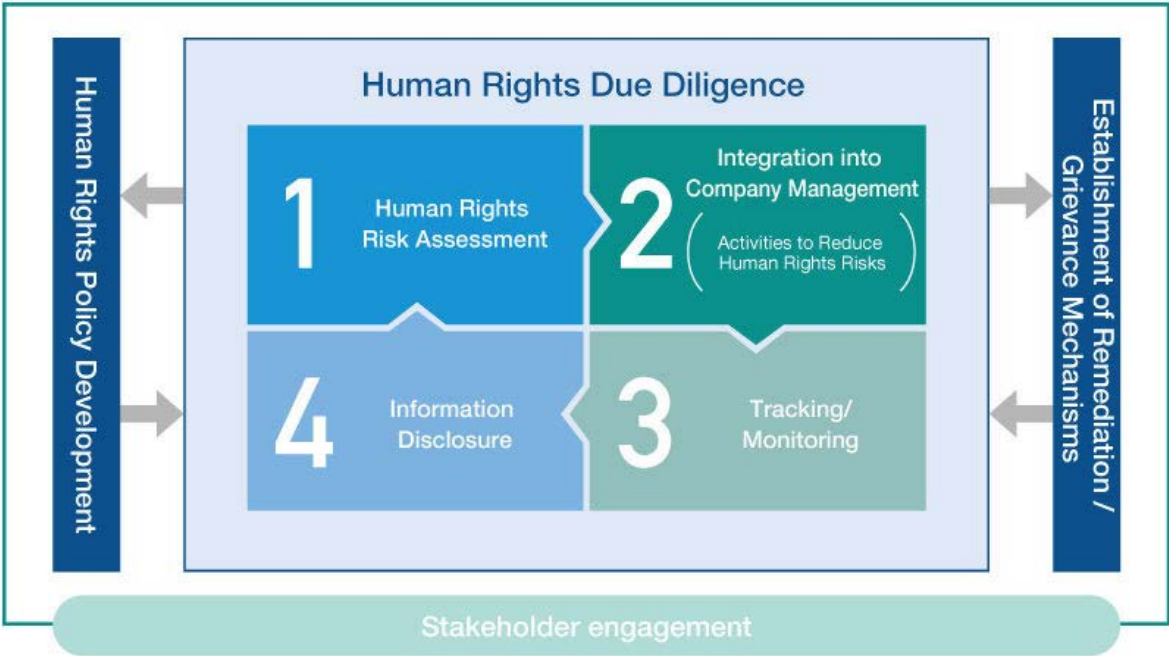 Human Rights Policy Development
Human Rights Due Diligence
1
Human Rights
Risk Assessment
2
Integration into
Company Management
(Activities to Reduce
Human Rights Risks)
3
Tracking/
Monitoring
4
Information
Disclosure
Establishment of Remediation /
Grievance Mechanisms
Stakeholder engagement